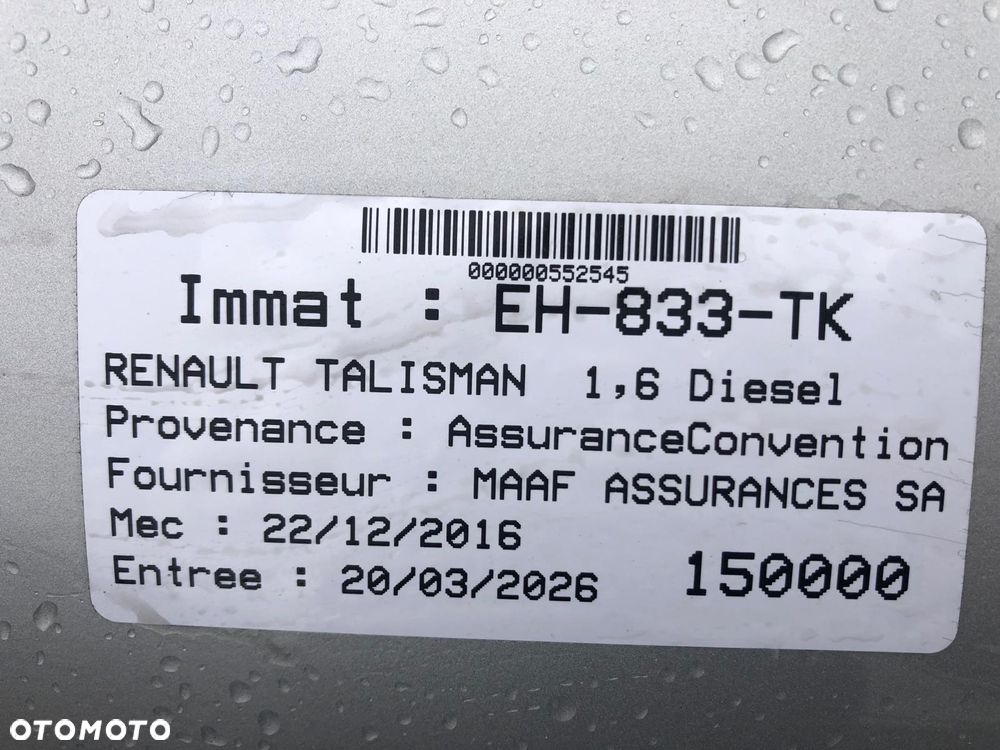 000000552545
Immat : EH-833-TK
RENAULT TALISMAN 1,6 Diesel
Provenance : AssuranceConvention
Fournisseur : MAAF ASSURANCES SA
Mec : 22/12/2016
Entree : 20/03/2026 150000
OTOMOTO